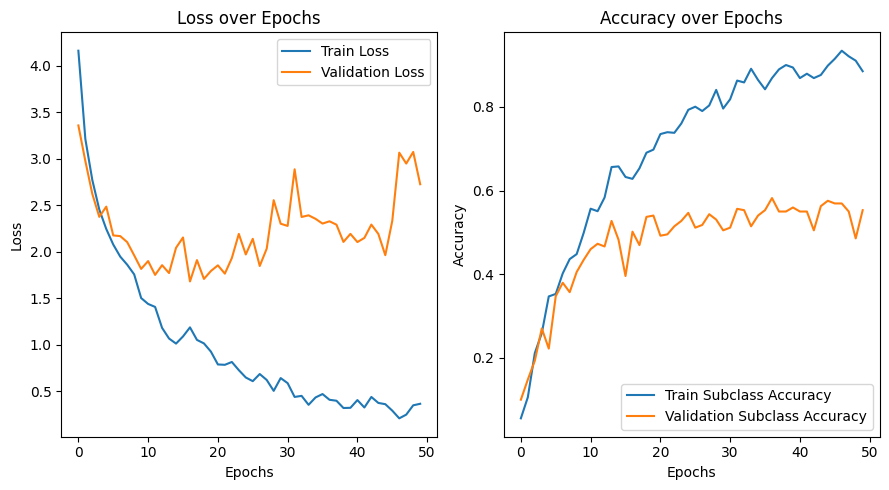 Loss over Epochs
Train Loss
Validation Loss
4.0
3.5
3.0
2.5
2.0
1.5
1.0
0.5
Loss
0
10
20
30
40
50
Epochs
Accuracy over Epochs
0.8
0.6
0.4
0.2
Accuracy
Train Subclass Accuracy
Validation Subclass Accuracy
0
10
20
30
40
50
Epochs